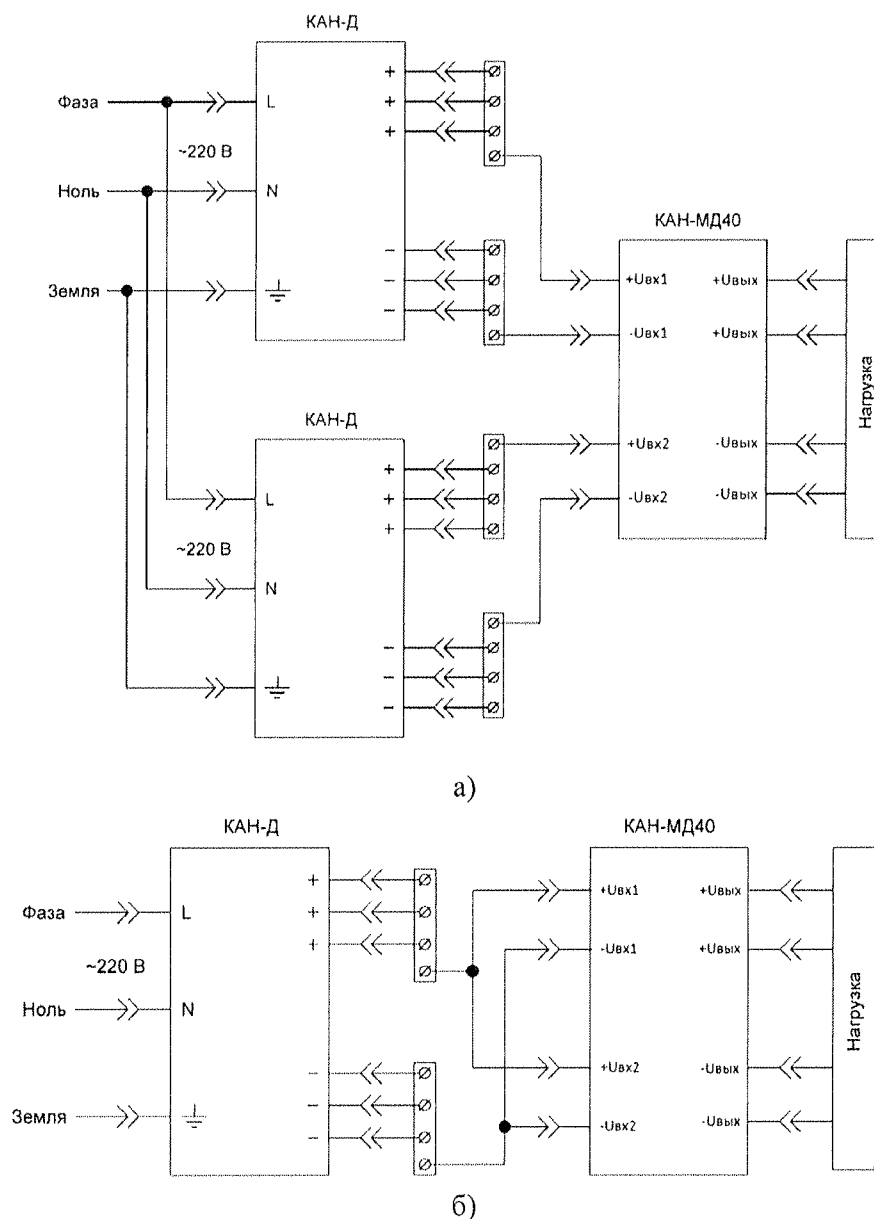 КАН-Д
Фаза
L
+
+
+
~220 В
Ноль
N
КАН-МД40
Земля
−
−
−
+Uвх1
+Uвых
-Uвх1
+Uвых
Нагрузка
КАН-Д
+Uвх2
-Uвых
L
+
+
+
-Uвх2
-Uвых
~220 В
N
−
−
−
а)
КАН-Д
КАН-МД40
+
+
+
+Uвх1
+Uвых
Фаза
L
-Uвх1
+Uвых
~220 В
Ноль
N
Нагрузка
−
−
−
+Uвх2
-Uвых
Земля
-Uвх2
-Uвых
б)